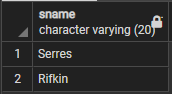 sname
character varying (20)
1 Serres
2 Rifkin